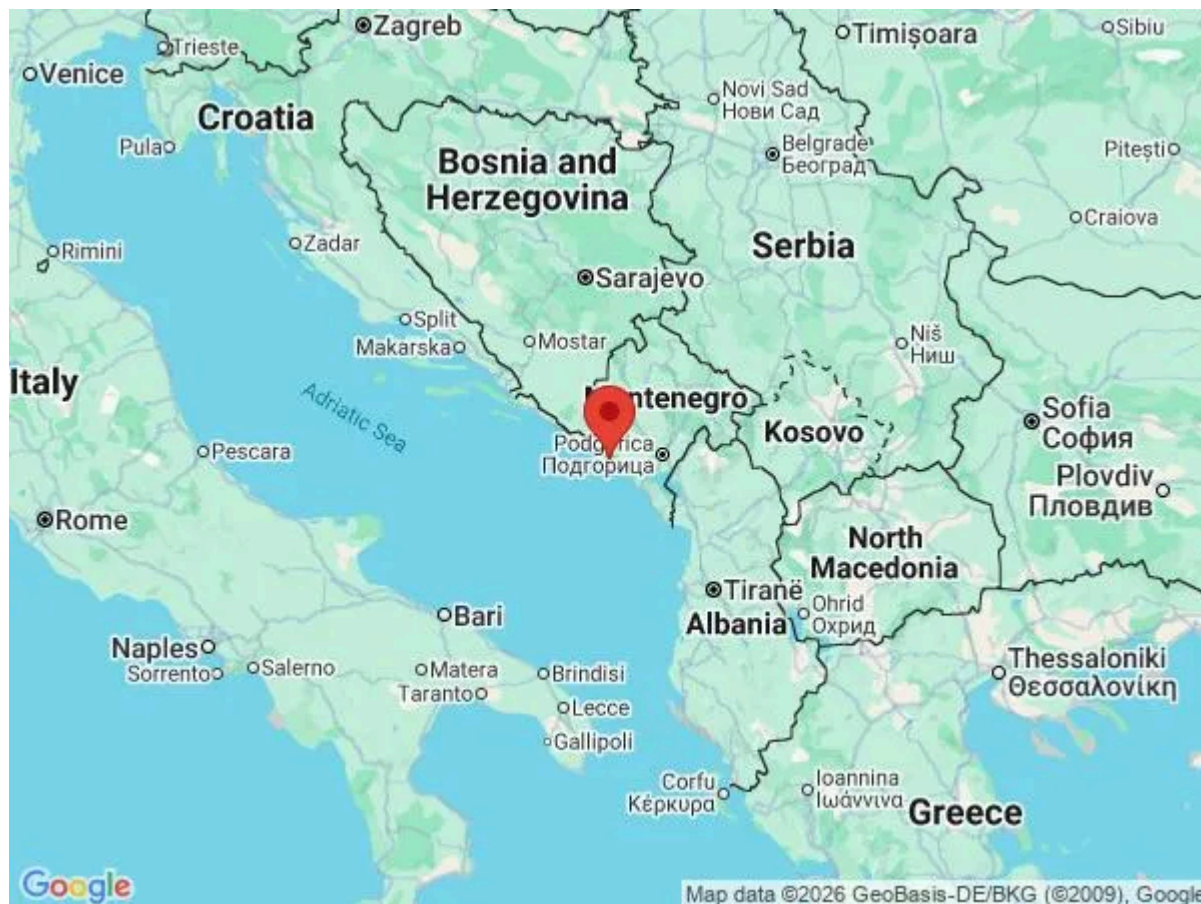 Zagreb
Timișoara
Sibiu
Trieste
Venice
Croatia
Novi Sad
Нови Сад
Pula
Belgrade
Београд
Pitești
Bosnia and
Herzegovina
Craiova
Rimini
Zadar
Serbia
Sarajevo
Split
Makarska
Mostar
Niš
Ниш
Italy
Adriatic Sea
Montenegro
Kosovo
Sofia
София
Podgorica
Подгорица
Pescara
Plovdiv
Пловдив
Rome
North
Macedonia
Tiranë
Albania
Ohrid
Охрид
Bari
Naples
Sorrento
Salerno
Matera
Taranto
Brindisi
Lecce
Gallipoli
Thessaloniki
Θεσσαλονίκη
Corfu
Κέρκυρα
Ioannina
Ιωάννινα
Greece
Google
Map data ©2026 GeoBasis-DE/BKG (©2009), Google